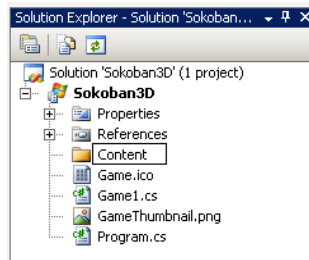 Solution Explorer - Solution 'Sokoban...
Solution 'Sokoban3D' (1 project)
Sokoban3D
Properties
References
Content
Game.ico
Game1.cs
GameThumbnail.png
Program.cs